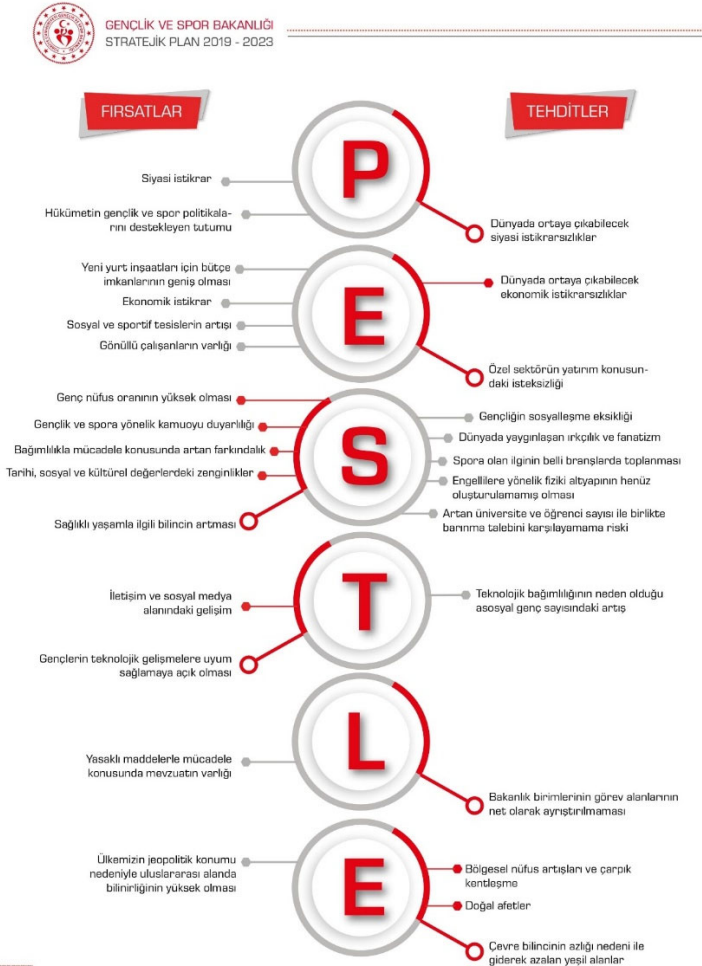 GENÇLİK VE SPOR BAKANLIĞI
STRATEJİK PLAN 2019 - 2023
FIRSATLAR
TEHDİTLER
P
Siyasi istikrar
Hükümetin gençlik ve spor politikala-
rını destekleyen tutumu
Dünyada ortaya çıkabilecek
siyasi istikrarsızlıklar
E
Yeni yurt inşaatları için bütçe
imkanlarının geniş olması
Ekonomik istikrar
Sosyal ve sportif tesislerin artışı
Gönüllü çalışanların varlığı
Dünyada ortaya çıkabilecek
ekonomik istikrarsızlıklar
Özel sektörün yatırım konusun-
daki isteksizliği
S
Genç nüfus oranının yüksek olması
Gençlik ve spora yönelik kamuoyu duyarlılığı
Bağımlılıkla mücadele konusunda artan farkındalık
Tarihi, sosyal ve kültürel değerlerdeki zenginlikler
Sağlıklı yaşamla ilgili bilincin artması
Gençliğin sosyalleşme eksikliği
Dünyada yaygınlaşan ırkçılık ve fanatizm
Spora olan ilginin belli branşlarda toplanması
Engellilere yönelik fiziki altyapının henüz
oluşturulamamış olması
Artan üniversite ve öğrenci sayısı ile birlikte
barınma talebini karşılayamama riski
T
İletişim ve sosyal medya
alanındaki gelişim
Gençlerin teknolojik gelişmelere uyum
sağlamaya açık olması
Teknolojik bağımlılığının neden olduğu
asosyal genç sayısındaki artış
L
Yasaklı maddelerle mücadele
konusunda mevzuatın varlığı
Bakanlık birimlerinin görev alanlarının
net olarak ayrıştırılmaması
E
Ülkemizin jeopolitik konumu
nedeniyle uluslararası alanda
bilinirliğinin yüksek olması
Bölgesel nüfus artışları ve çarpık
kentleşme
Doğal afetler
Çevre bilincinin azlığı nedeni ile
giderek azalan yeşil alanlar